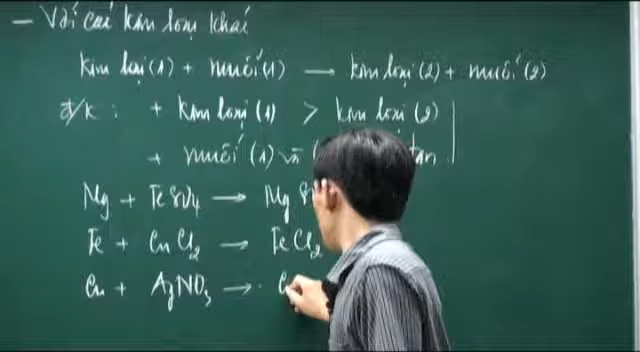 – Với các kim loại khác
kim loại (1) + muối (1) — kim loại (2) + muối (2)
đ/k : + kim loại (1) > kim loại (2)
+ muối (1) và ( tan
Mg + FeSO4 → Mg S
Fe + CuCl2 → FeCl2
Cu + AgNO3 → C